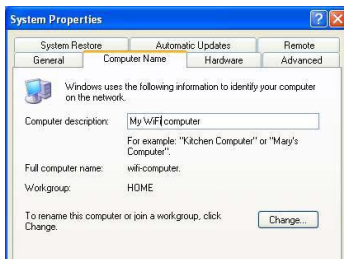 System Properties
System Restore Automatic Updates Remote
General Computer Name Hardware Advanced
Windows uses the following information to identify your computer
on the network.
Computer description: My WiFi computer
For example: "Kitchen Computer" or "Mary's
Computer".
Full computer name: wifi-computer.
Workgroup: HOME
To rename this computer or join a workgroup, click
Change.
Change...